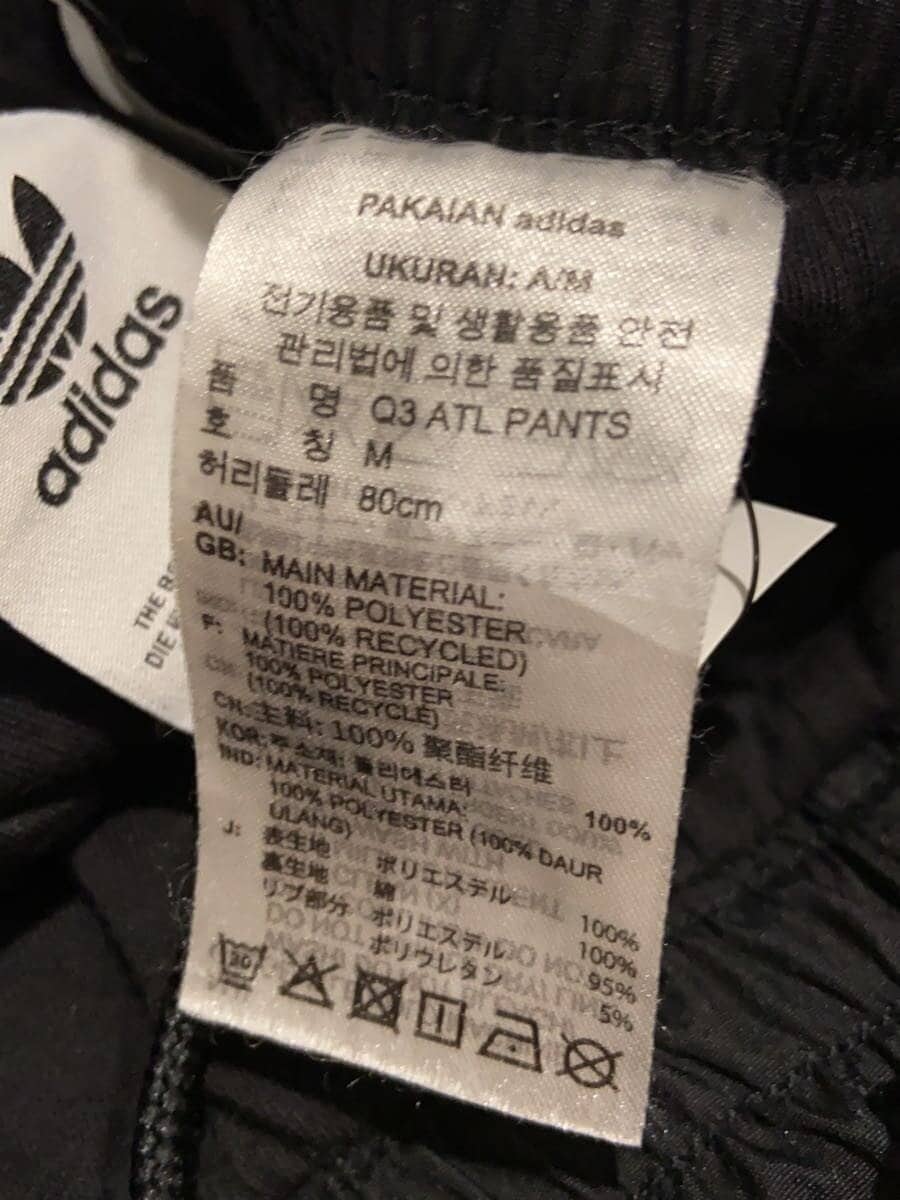 adidas
THE
DIE
PAKAIAN adidas
UKURAN: A/M
전기용품 및 생활용품 안전
관리법에 의한 품질표시
품 명 Q3 ATL PANTS
호 칭 M
허리둘레 80cm
AU/
GB: MAIN MATERIAL:
100% POLYESTER
(100% RECYCLED)
F: MATIERE PRINCIPALE:
100% POLYESTER
(100% RECYCLE)
CN: 主料: 100% 聚酯纤维
KOR: 주소재: 폴리에스터 100%
IND: MATERIAL UTAMA:
100% POLYESTER (100% DAUR
ULANG)
J: 表生地 ポリエステル 100%
裏生地 綿 100%
リブ部分 ポリエステル 95%
ポリウレタン 5%
30